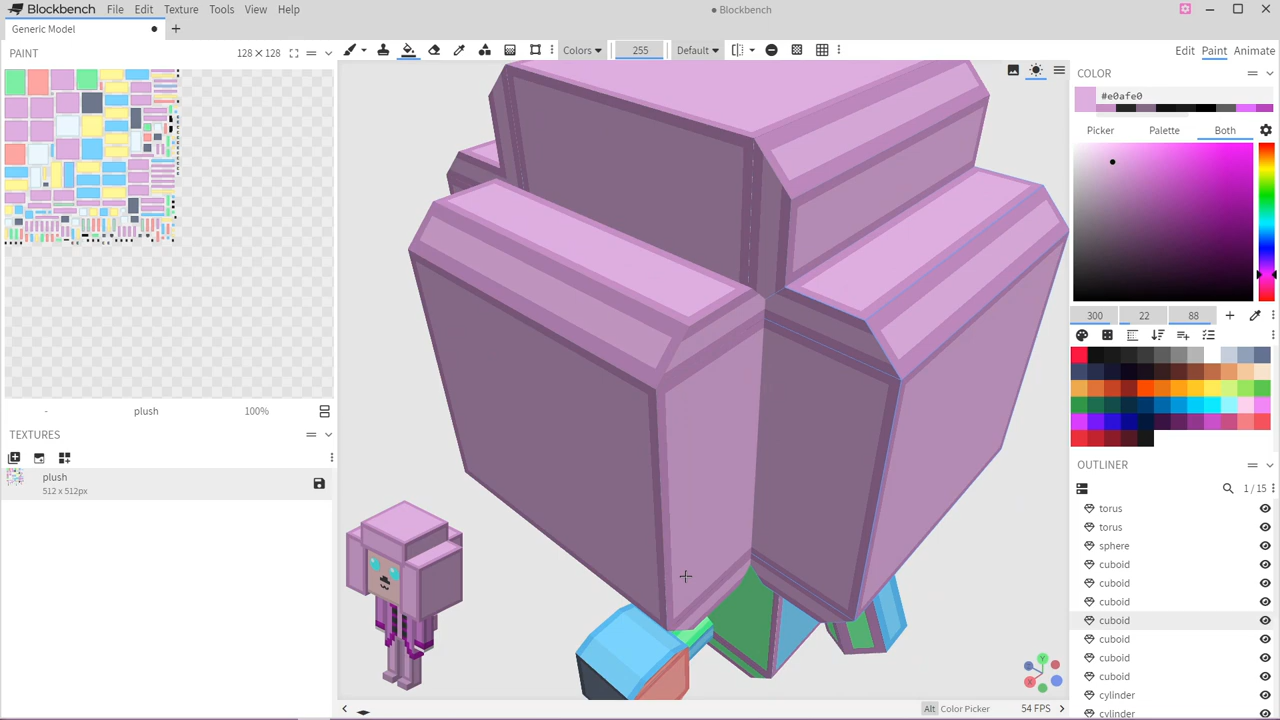 Blockbench
File
Edit
Texture
Tools
View
Help
Blockbench
Generic Model
PAINT
128 × 128
Colors
255
Default
Edit
Paint
Animate
COLOR
#e0afe0
Picker
Palette
Both
300
22
88
-
plush
100%
TEXTURES
plush
512 x 512px
OUTLINER
1 / 15
torus
torus
sphere
cuboid
cuboid
cuboid
cuboid
cuboid
cuboid
cuboid
cylinder
cylinder
Alt
Color Picker
54 FPS